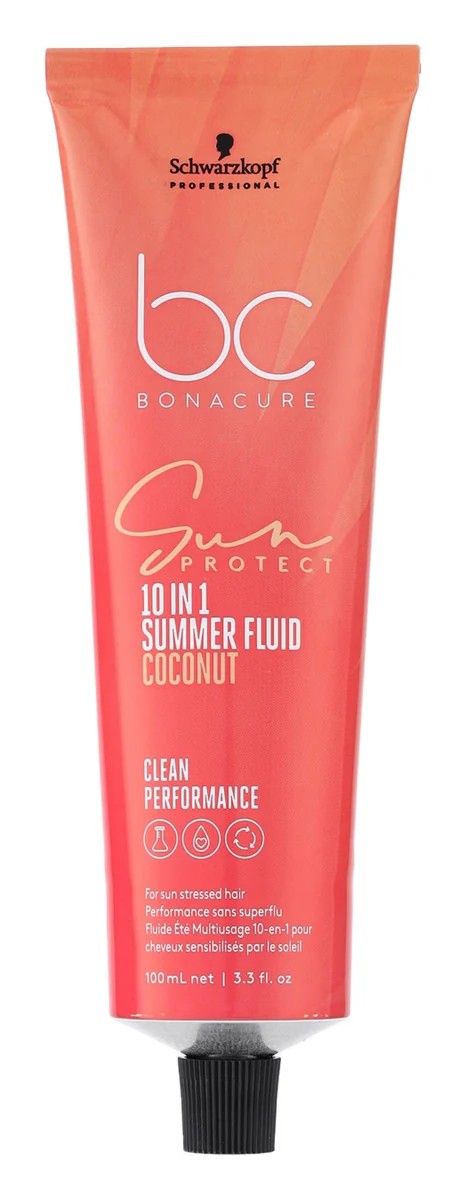 Schwarzkopf
PROFESSIONAL
bc
BONACURE
Sun
PROTECT
10 IN 1
SUMMER FLUID
COCONUT
CLEAN
PERFORMANCE
For sun stressed hair
Performance sans superflu
Fluide Été Multiusage 10-en-1 pour
cheveux sensibilisés par le soleil
100mL net | 3.3 fl. oz